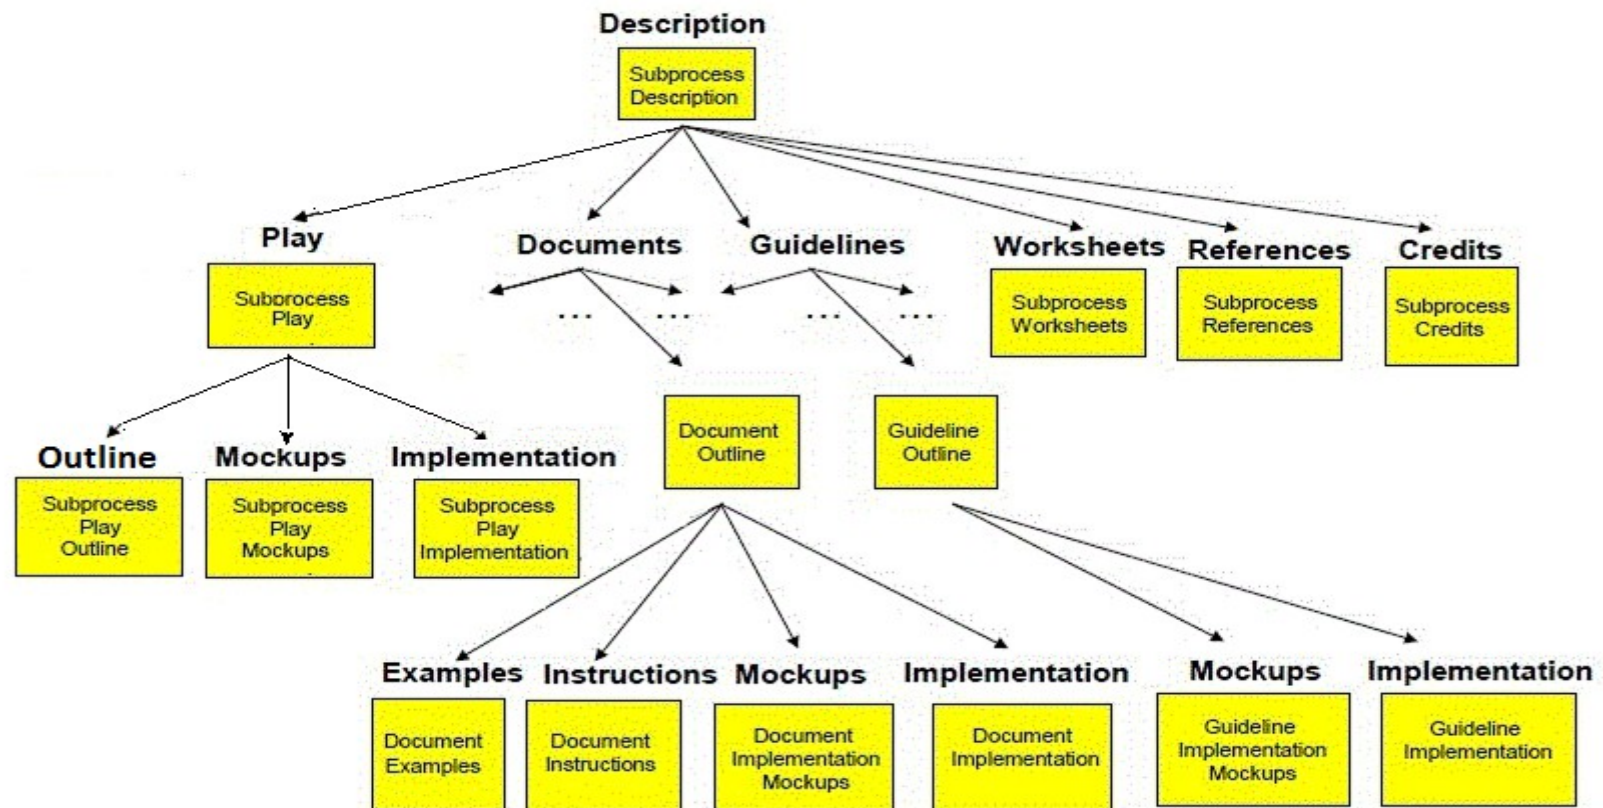 Description
Subprocess
Description
Play
Documents
Guidelines
Worksheets
References
Credits
Subprocess
Play
...
...
...
...
Subprocess
Worksheets
Subprocess
References
Subprocess
Credits
Document
Outline
Guideline
Outline
Outline
Mockups
Implementation
Subprocess
Play
Outline
Subprocess
Play
Mockups
Subprocess
Play
Implementation
Examples
Instructions
Mockups
Implementation
Mockups
Implementation
Document
Examples
Document
Instructions
Document
Implementation
Mockups
Document
Implementation
Guideline
Implementation
Mockups
Guideline
Implementation